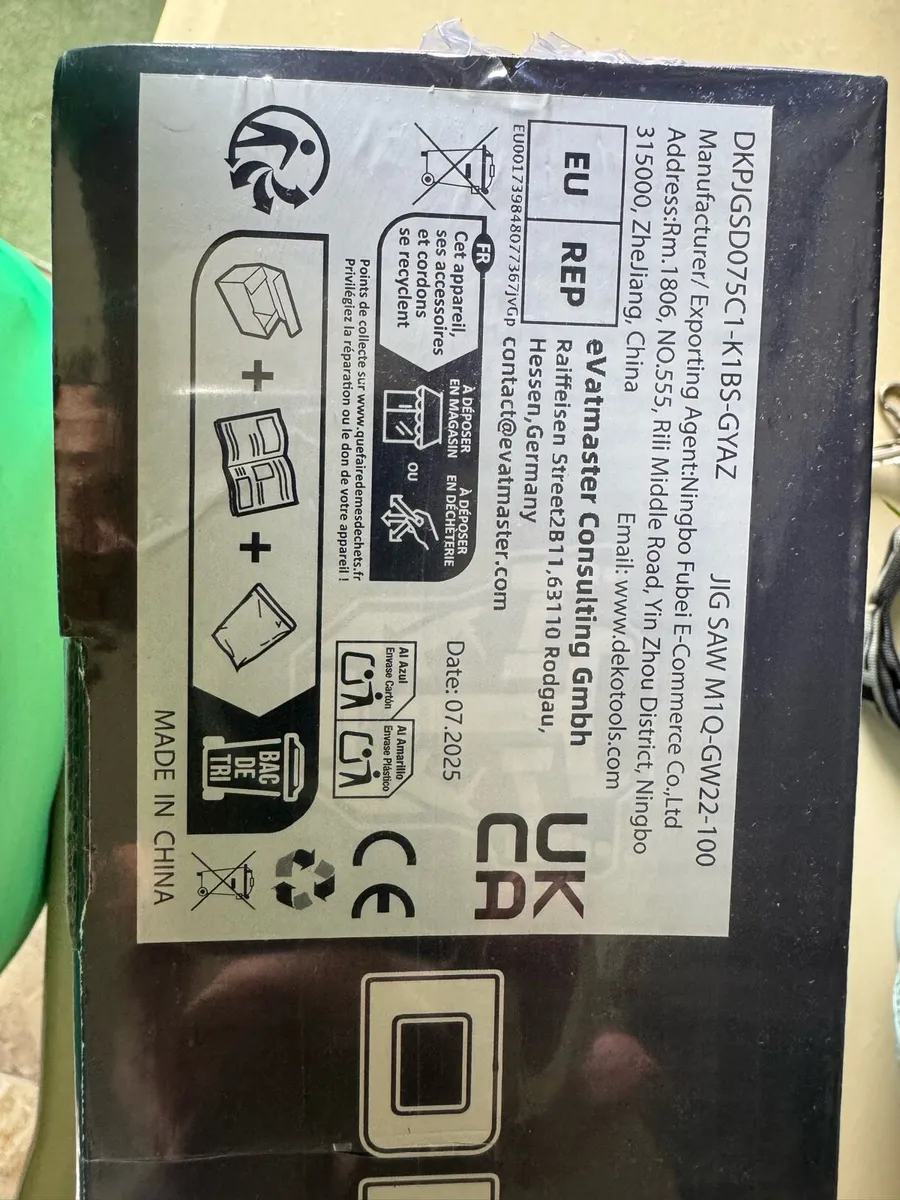 DKPJGSD075C1-K1BS-GYAZ JIG SAW M1Q-GW22-100
Manufacturer/ Exporting Agent:Ningbo Fubei E-Commerce Co.,Ltd
Address:Rm.1806, NO.555, Rili Middle Road, Yin Zhou District, Ningbo
315000, ZheJiang, China
Email: www.dekotools.com
EU REP
eVatmaster Consulting Gmbh
Raiffeisen Street2B11,63110 Rodgau,
Hessen,Germany
EU001739848077367jvGp contact@evatmaster.com
FR
Cet appareil,
ses accessoires
et cordons
se recyclent
À DÉPOSER
EN MAGASIN
OU
À DÉPOSER
EN DÉCHÈTERIE
Points de collecte sur www.quefairedemesdechets.fr
Privilégiez la réparation ou le don de votre appareil !
Date: 07.2025
UK
CA
Al Azul
Envase Cartón
Al Amarillo
Envase Plástico
CE
BAC
DE
TRI
MADE IN CHINA